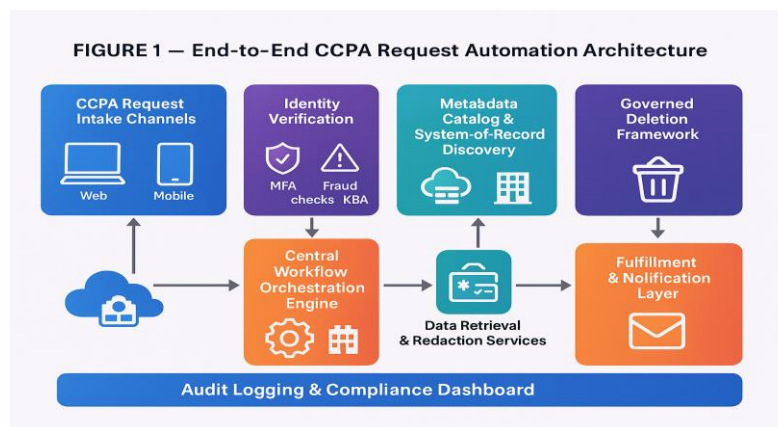 FIGURE 1 — End-to-End CCPA Request Automation Architecture
CCPA Request
Intake Channels
Web
Mobile
Identity
Verification
MFA
Fraud
checks KBA
Metabdata
Catalog &
System-of-Record
Discovery
Governed
Deletion
Framework
Central
Workflow
Orchestration
Engine
Data Retrieval
& Redaction Services
Fulfillment
& Nolification
Layer
Audit Logging & Compliance Dashboard